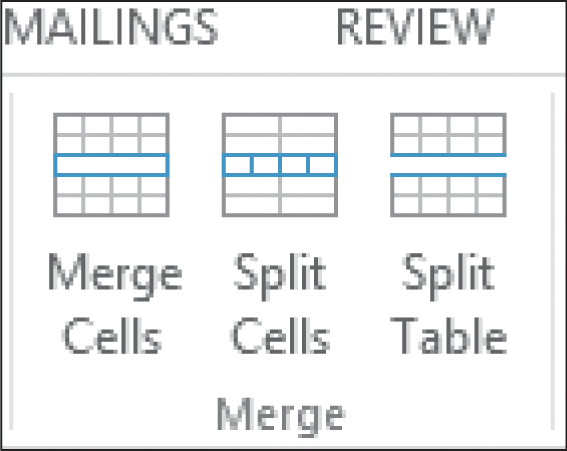 MAILINGS REVIEW
Merge Split Split
Cells Cells Table
Merge